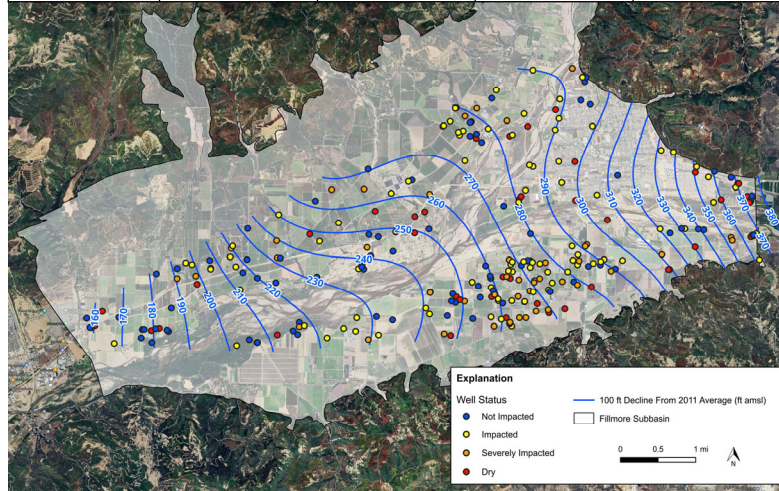 270
290
280
300
310
320
330
340
350
360
370
380
370
260
250
240
230
220
210
200
190
180
170
160
Explanation
Well Status
Not Impacted
Impacted
Severely Impacted
Dry
100 ft Decline From 2011 Average (ft amsl)
Fillmore Subbasin
0 0.5 1 mi
N